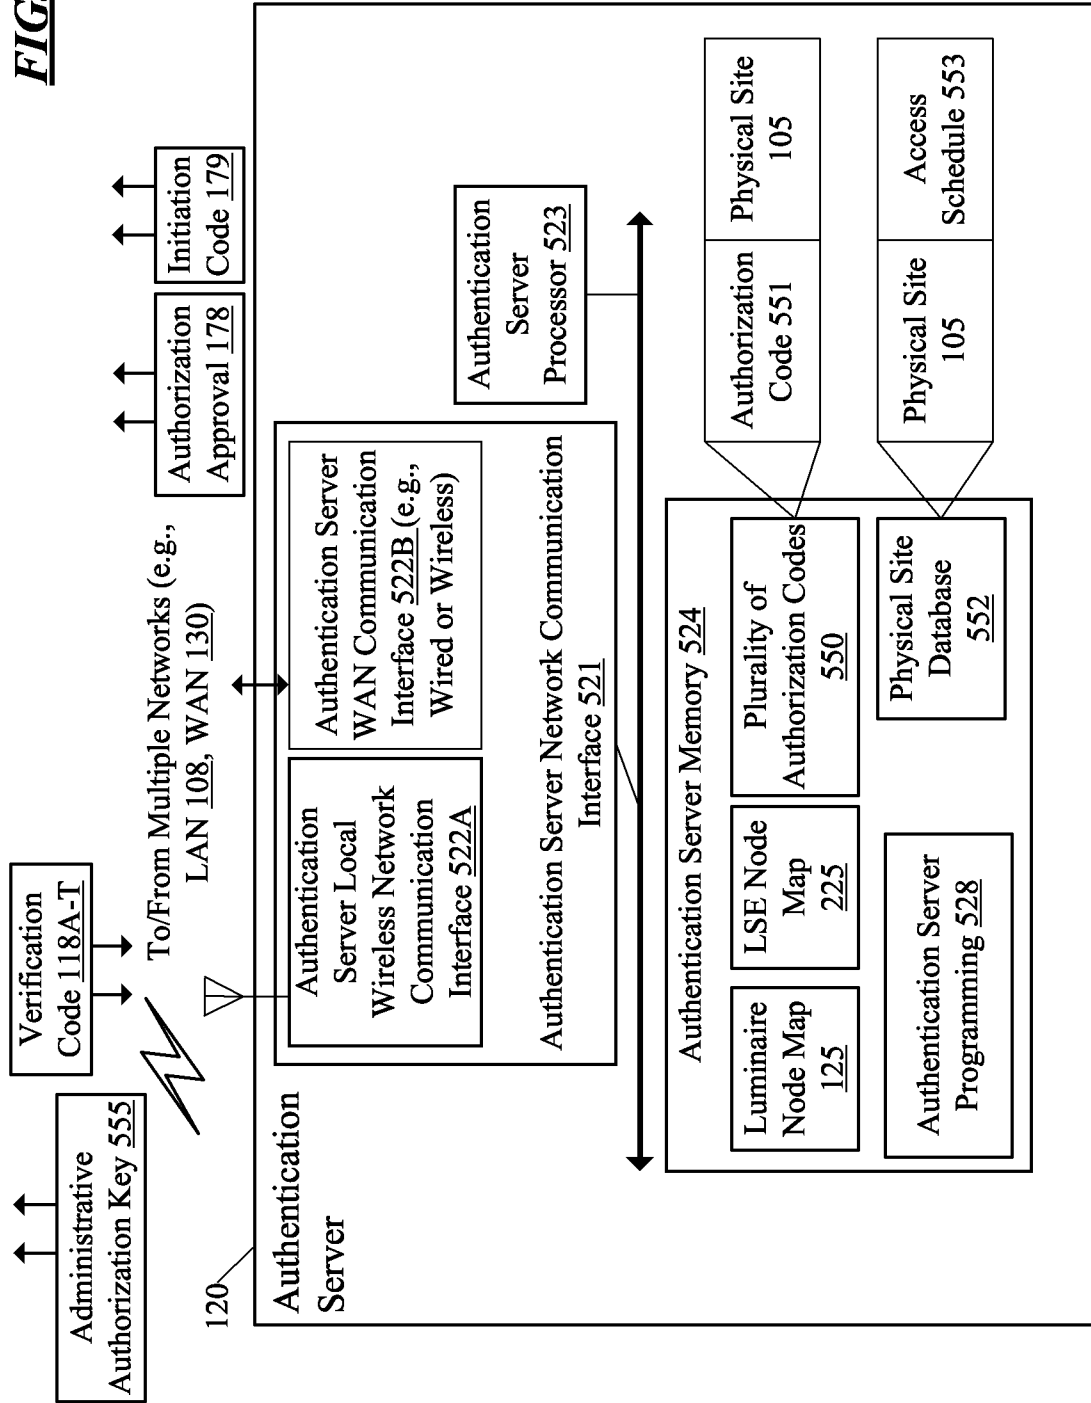 FIG.
Administrative
Authorization Key 555
Verification
Code 118A-T
To/From Multiple Networks (e.g.,
LAN 108, WAN 130)
Authorization
Approval 178
Initiation
Code 179
120
Authentication
Server
Authentication
Server Local
Wireless Network
Communication
Interface 522A
Authentication Server
WAN Communication
Interface 522B (e.g.,
Wired or Wireless)
Authentication Server Network Communication
Interface 521
Authentication
Server
Processor 523
Authentication Server Memory 524
Luminaire
Node Map
125
LSE Node
Map
225
Plurality of
Authorization Codes
550
Authorization
Code 551
Physical Site
105
Authentication Server
Programming 528
Physical Site
Database
552
Physical Site
105
Access
Schedule 553